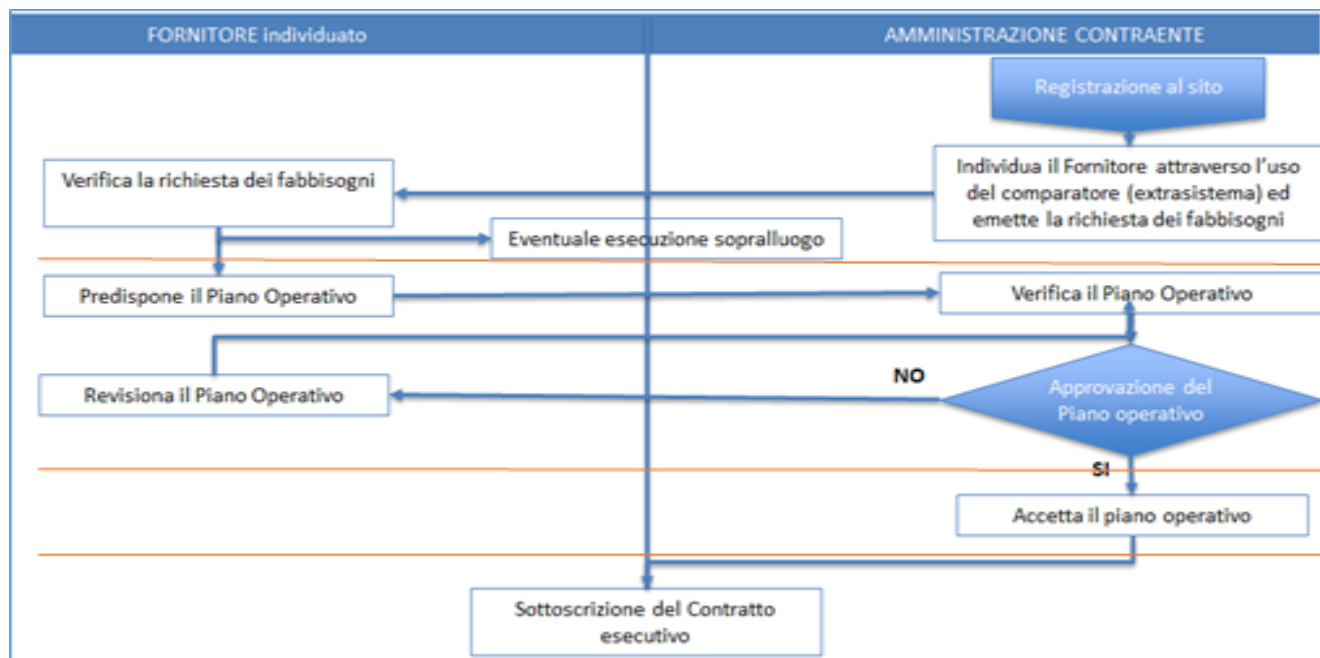 FORNITORE individuato
AMMINISTRAZIONE CONTRAENTE
Registrazione al sito
Verifica la richiesta dei fabbisogni
Individua il Fornitore attraverso l'uso
del comparatore (extrasistema) ed
emette la richiesta dei fabbisogni
Eventuale esecuzione sopralluogo
Predispone il Piano Operativo
Verifica il Piano Operativo
Revisiona il Piano Operativo
NO
Approvazione del
Piano operativo
SI
Accetta il piano operativo
Sottoscrizione del Contratto
esecutivo